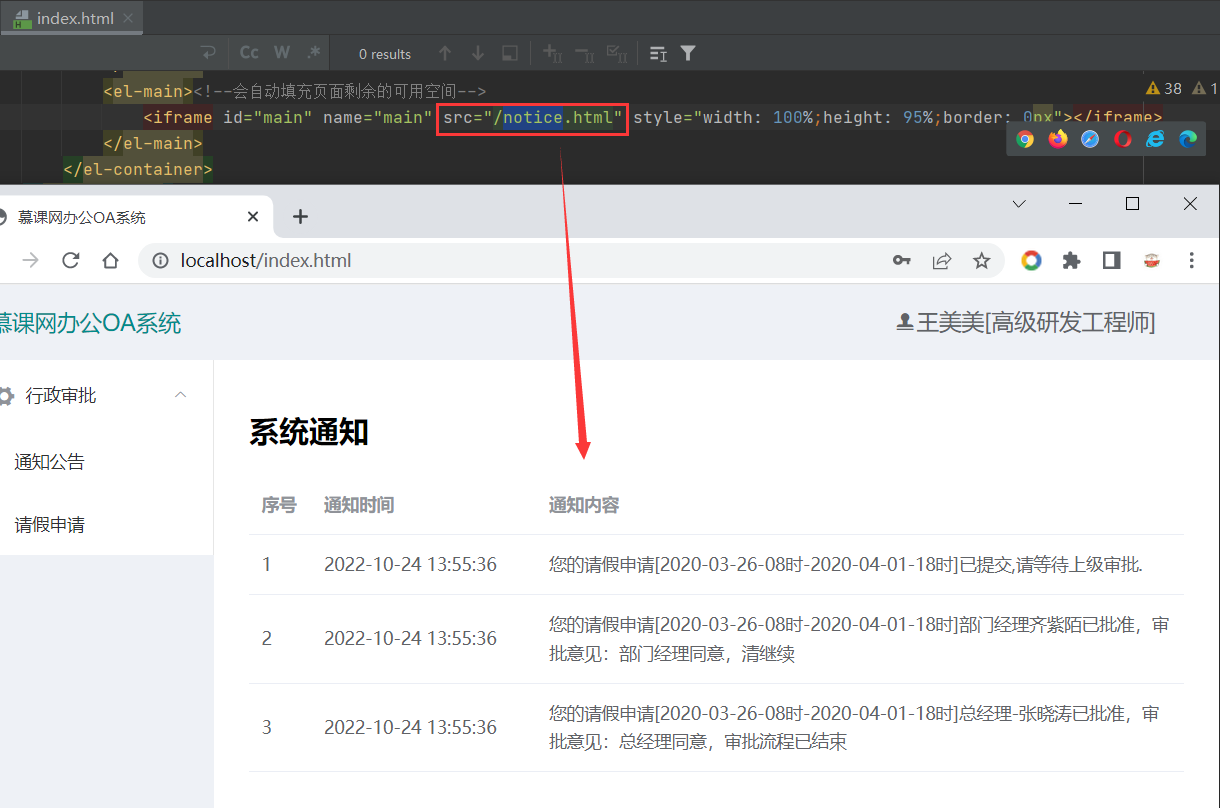 index.html
Cc W .* 0 results
<el-main><!--会自动填充页面剩余的可用空间-->
38 1
<iframe id="main" name="main" src="/notice.html" style="width: 100%;height: 95%;border: 0px"></iframe>
</el-main>
</el-container>
慕课网办公OA系统
localhost/index.html
慕课网办公OA系统
王美美[高级研发工程师]
行政审批
通知公告
请假申请
系统通知
序号 通知时间 通知内容
1 2022-10-24 13:55:36 您的请假申请[2020-03-26-08时-2020-04-01-18时]已提交,请等待上级审批.
2 2022-10-24 13:55:36 您的请假申请[2020-03-26-08时-2020-04-01-18时]部门经理齐紫陌已批准，审
批意见：部门经理同意，清继续
3 2022-10-24 13:55:36 您的请假申请[2020-03-26-08时-2020-04-01-18时]总经理-张晓涛已批准，审
批意见：总经理同意，审批流程已结束